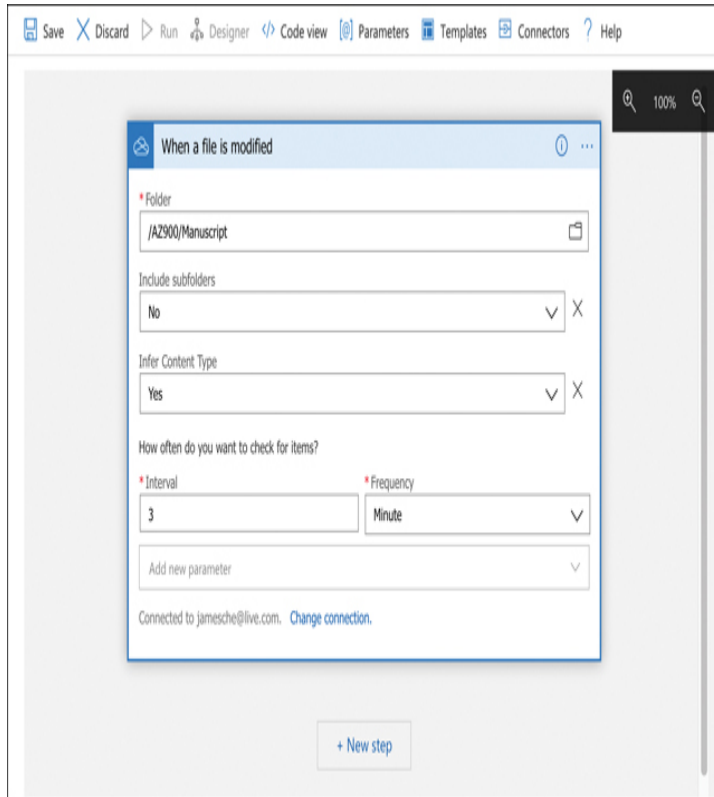 Save Discard Run Designer Code view Parameters Templates Connectors ? Help
100%
When a file is modified
* Folder
/AZ900/Manuscript
Include subfolders
No
Infer Content Type
Yes
How often do you want to check for items?
* Interval * Frequency
3 Minute
Add new parameter
Connected to jamesche@live.com. Change connection.
+ New step